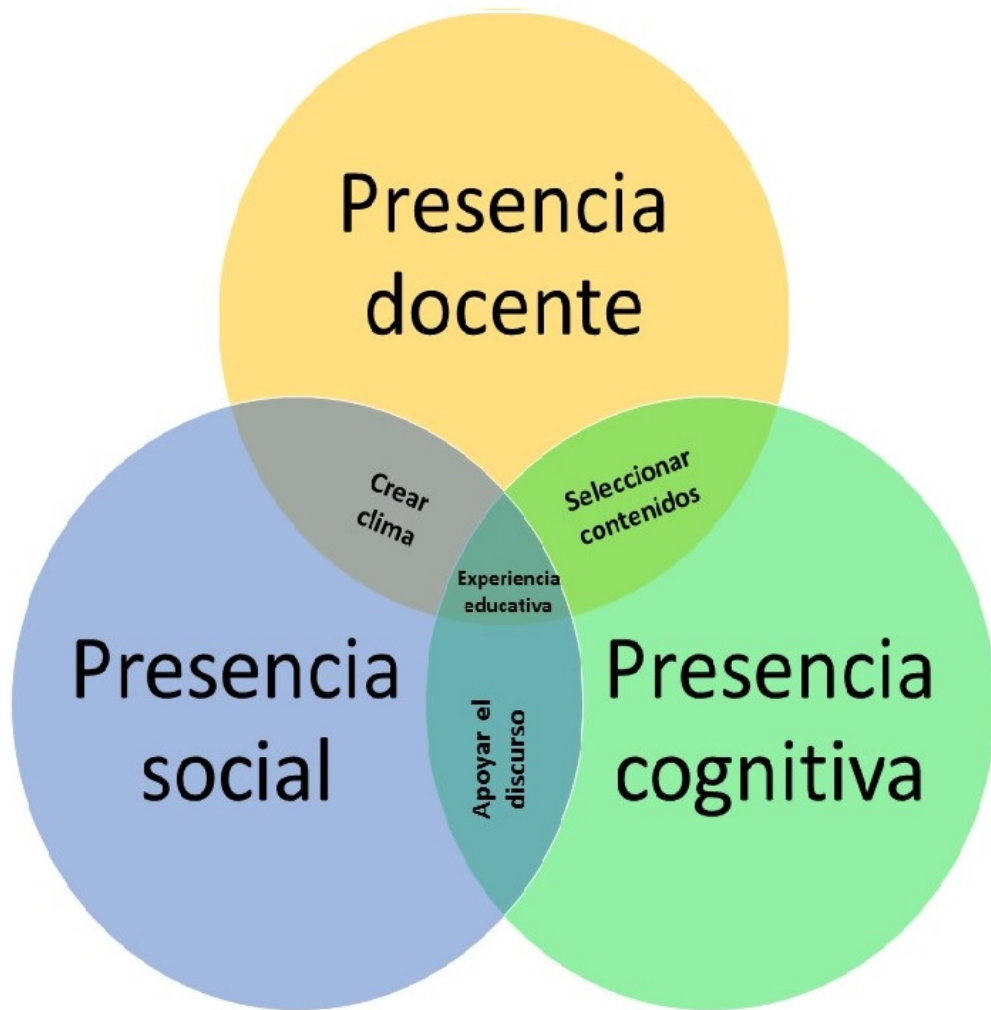 Presencia
docente
Crear
clima
Seleccionar
contenidos
Experiencia
educativa
Presencia
social
Apoyar el
discurso
Presencia
cognitiva